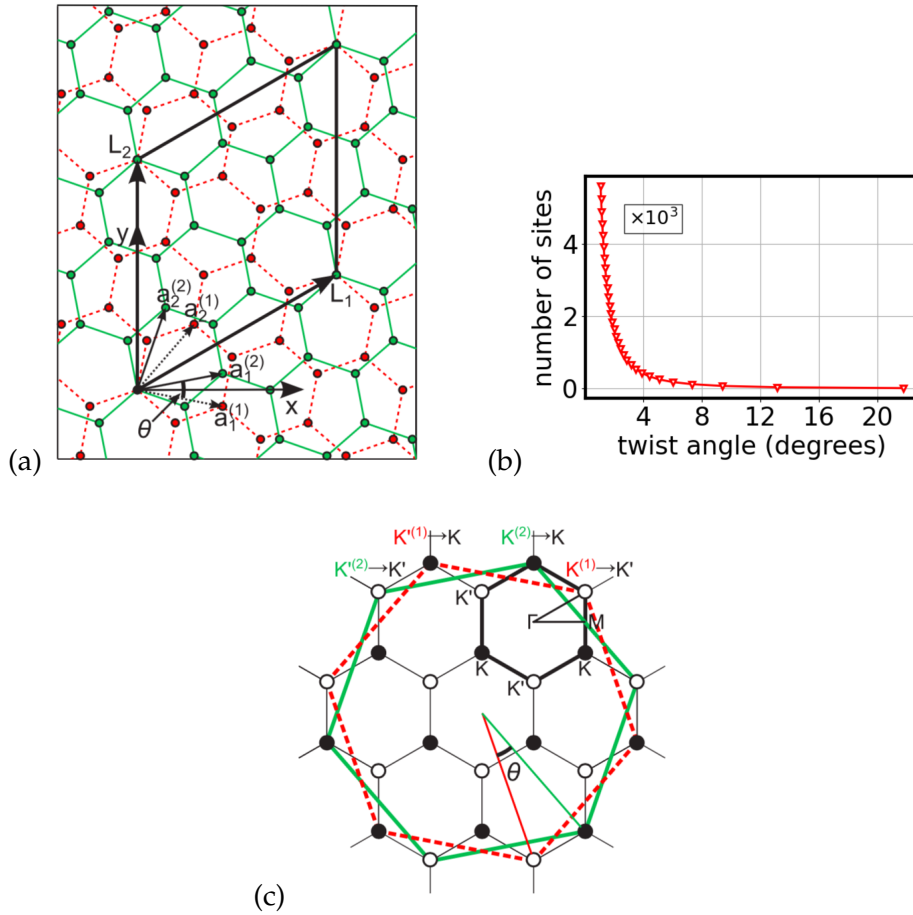 L₂
y
a₂⁽²⁾
a₂⁽¹⁾
L₁
a₁⁽²⁾
x
θ
a₁⁽¹⁾
(a)
number of sites
×10³
4
2
0
4 8 12 16 20
twist angle (degrees)
(b)
K'⁽¹⁾→K K⁽²⁾→K
K'⁽²⁾→K' K⁽¹⁾→K'
K'
Γ M
K K
K'
θ
(c)